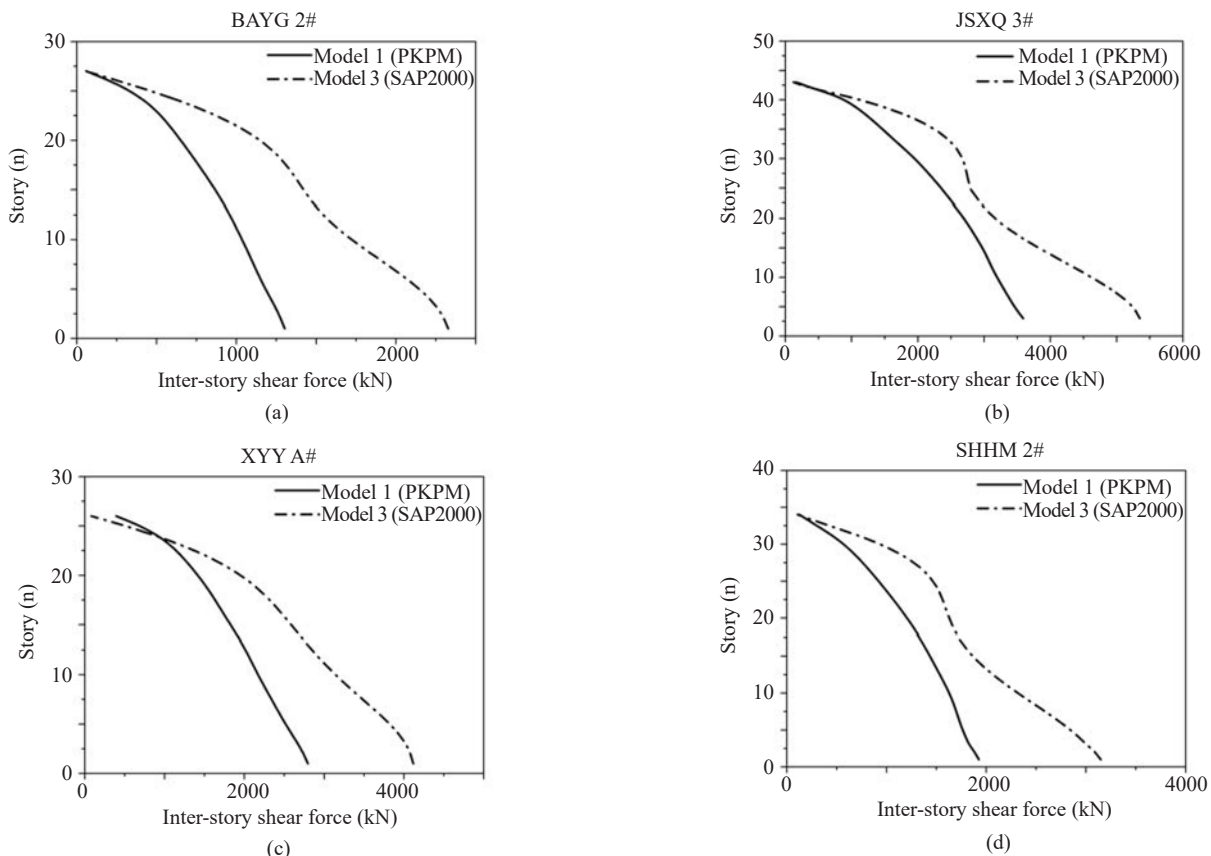 BAYG 2#
30
20
10
0
Story (n)
Model 1 (PKPM)
Model 3 (SAP2000)
0
1000
2000
Inter-story shear force (kN)
(a)
JSXQ 3#
50
40
30
20
10
0
Story (n)
Model 1 (PKPM)
Model 3 (SAP2000)
0
2000
4000
6000
Inter-story shear force (kN)
(b)
XYY A#
30
20
10
0
Story (n)
Model 1 (PKPM)
Model 3 (SAP2000)
0
2000
4000
Inter-story shear force (kN)
(c)
SHHM 2#
40
30
20
10
0
Story (n)
Model 1 (PKPM)
Model 3 (SAP2000)
0
2000
4000
Inter-story shear force (kN)
(d)